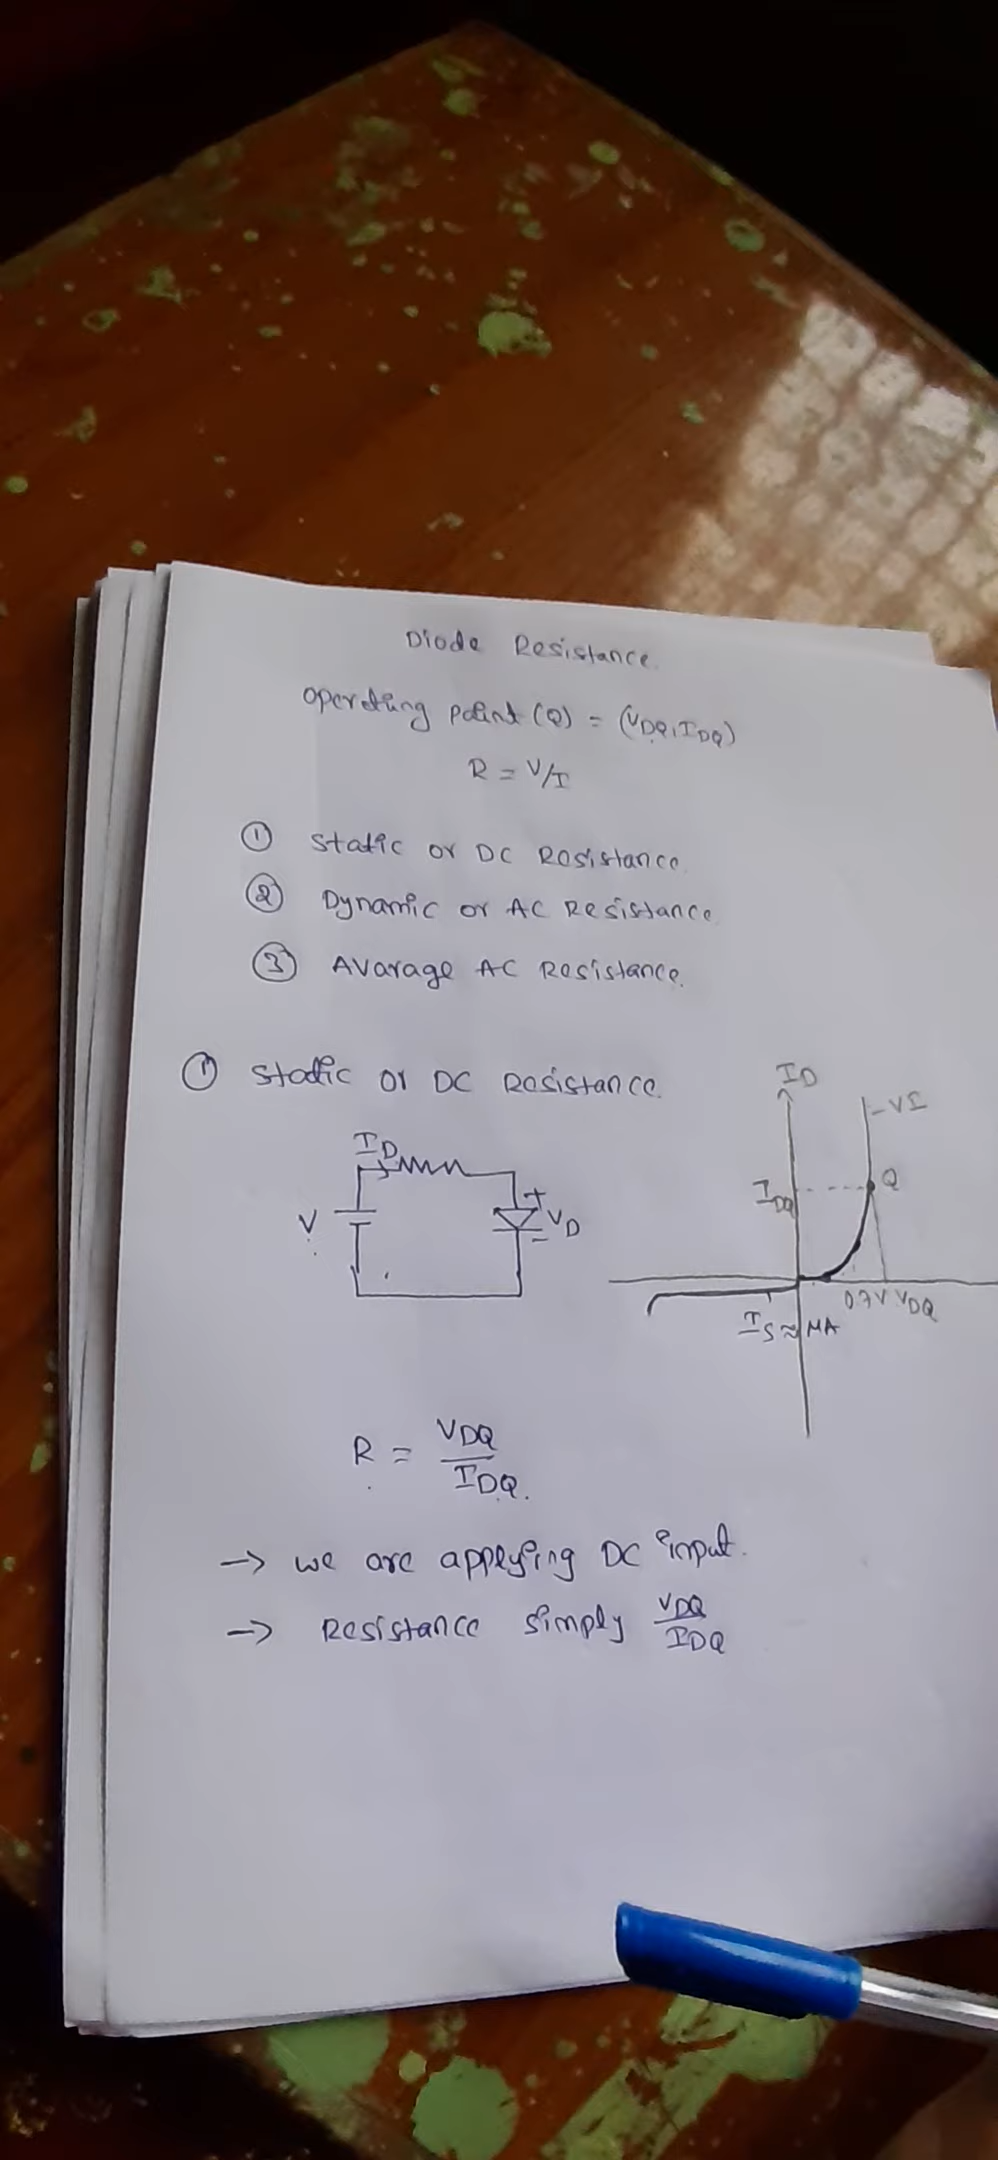 Diode Resistance.
Operating point (Q) = (VDQ, IDQ)
R = V/I
① Static or DC Resistance.
② Dynamic or AC Resistance
③ Avarage AC Resistance.
① Static or DC Resistance.
ID
V
+
VD
-
ID
-VI
IDQ
Q
0.7V VDQ
IS ≈ MA
R = VDQ / IDQ.
→ we are applying DC input.
→ Resistance simply VDQ / IDQ